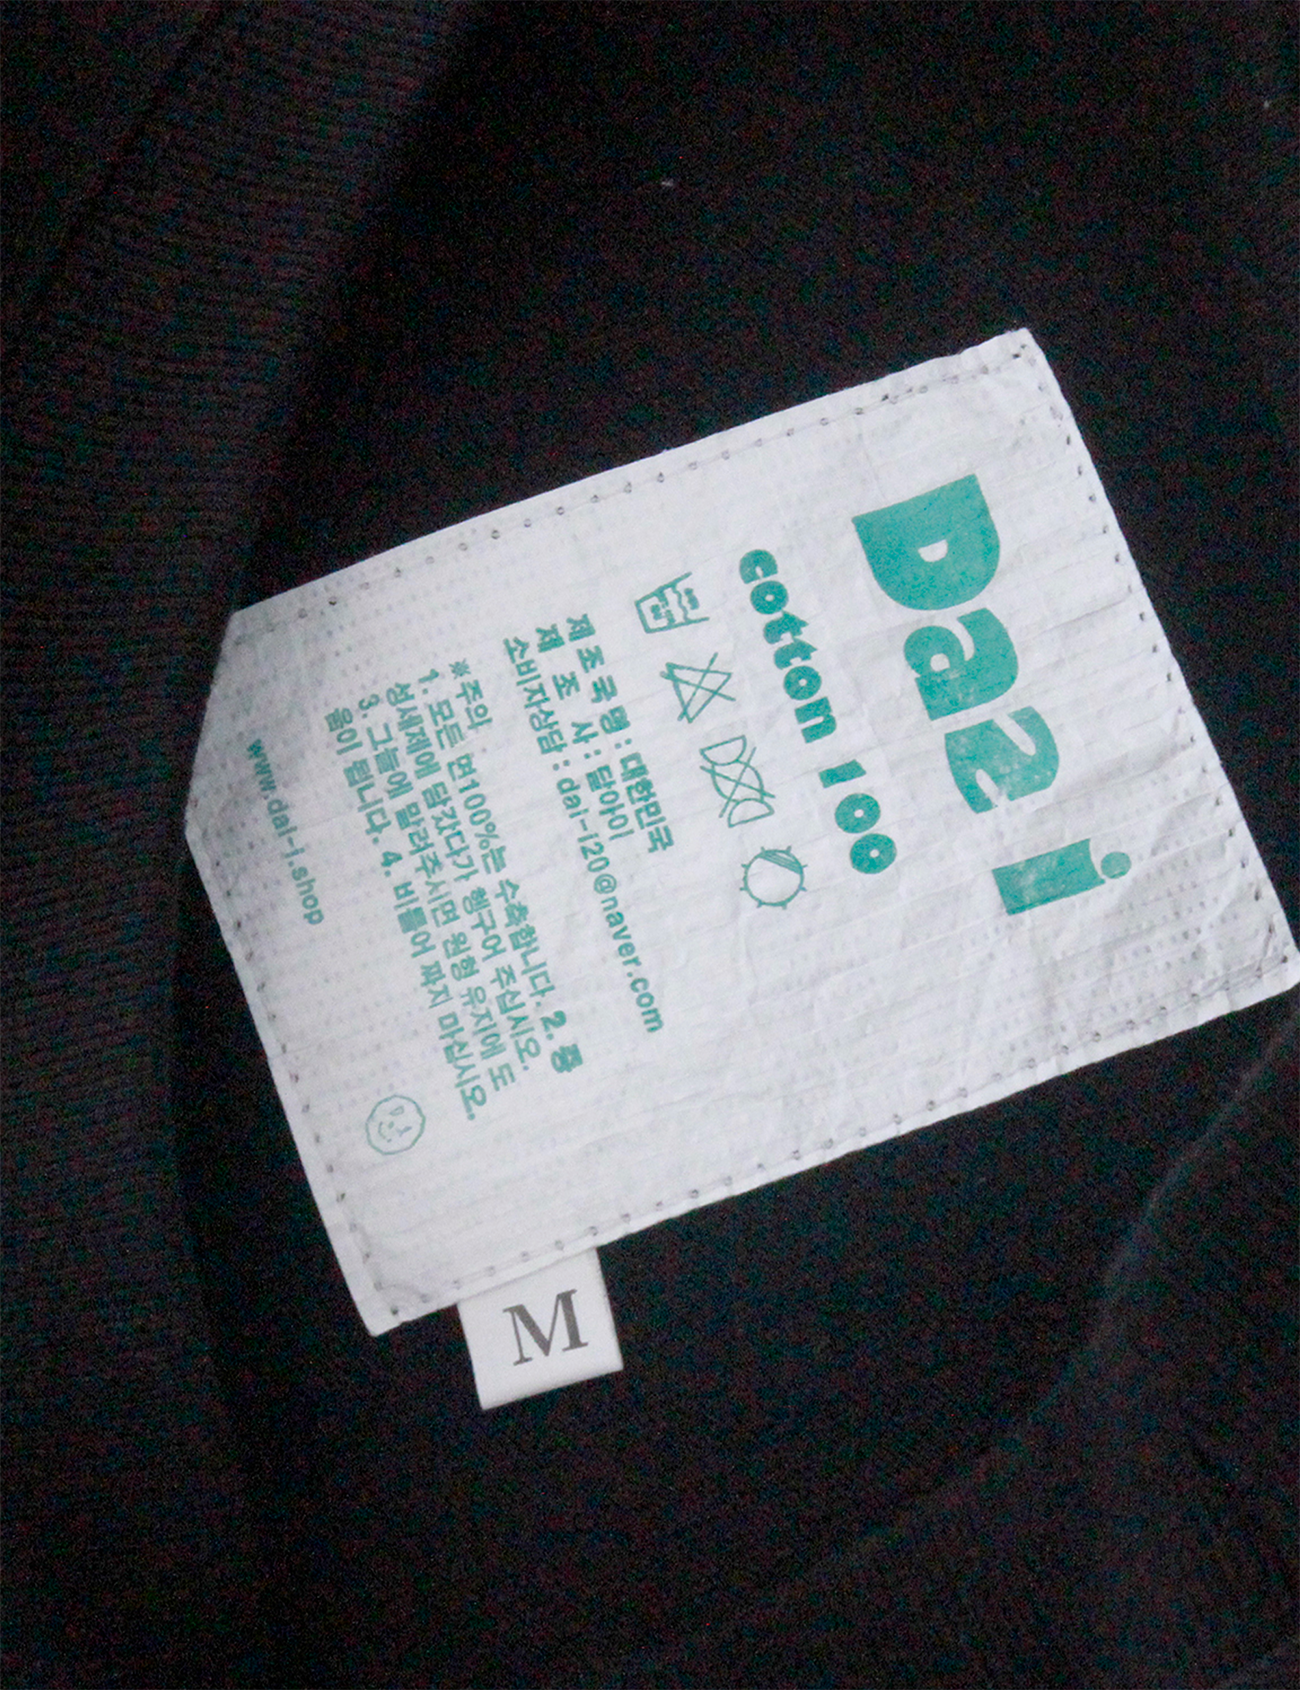 Da2 i
cotton 100
제 조 국 명 : 대한민국
제 조 사 : 달아이
소비자상담 : dal-i20@naver.com
※주의
1. 모든 면100%는 수축합니다. 2. 중
성세제에 담갔다가 헹구어 주십시오.
3. 그늘에 말려주시면 원형 유지에 도
움이 됩니다. 4. 비틀어 짜지 마십시오.
www.dal-i.shop
M